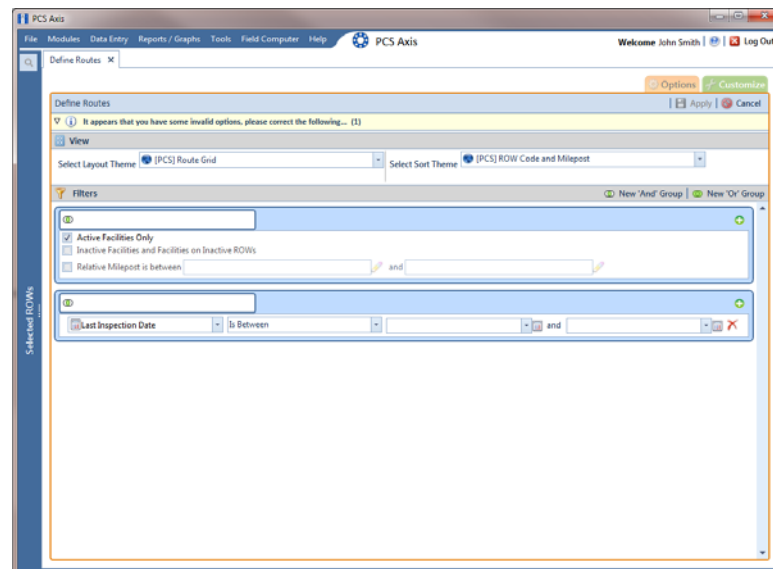 PCS Axis
File Modules Data Entry Reports / Graphs Tools Field Computer Help PCS Axis Welcome John Smith | | Log Out
Define Routes
Options Customize
Define Routes | Apply | Cancel
It appears that you have some invalid options, please correct the following... (1)
View
Select Layout Theme [PCS] Route Grid Select Sort Theme [PCS] ROW Code and Milepost
Filters New 'And' Group | New 'Or' Group
Active Facilities Only
Inactive Facilities and Facilities on Inactive ROWs
Relative Milepost is between and
Last Inspection Date Is Between and
Selected ROWs